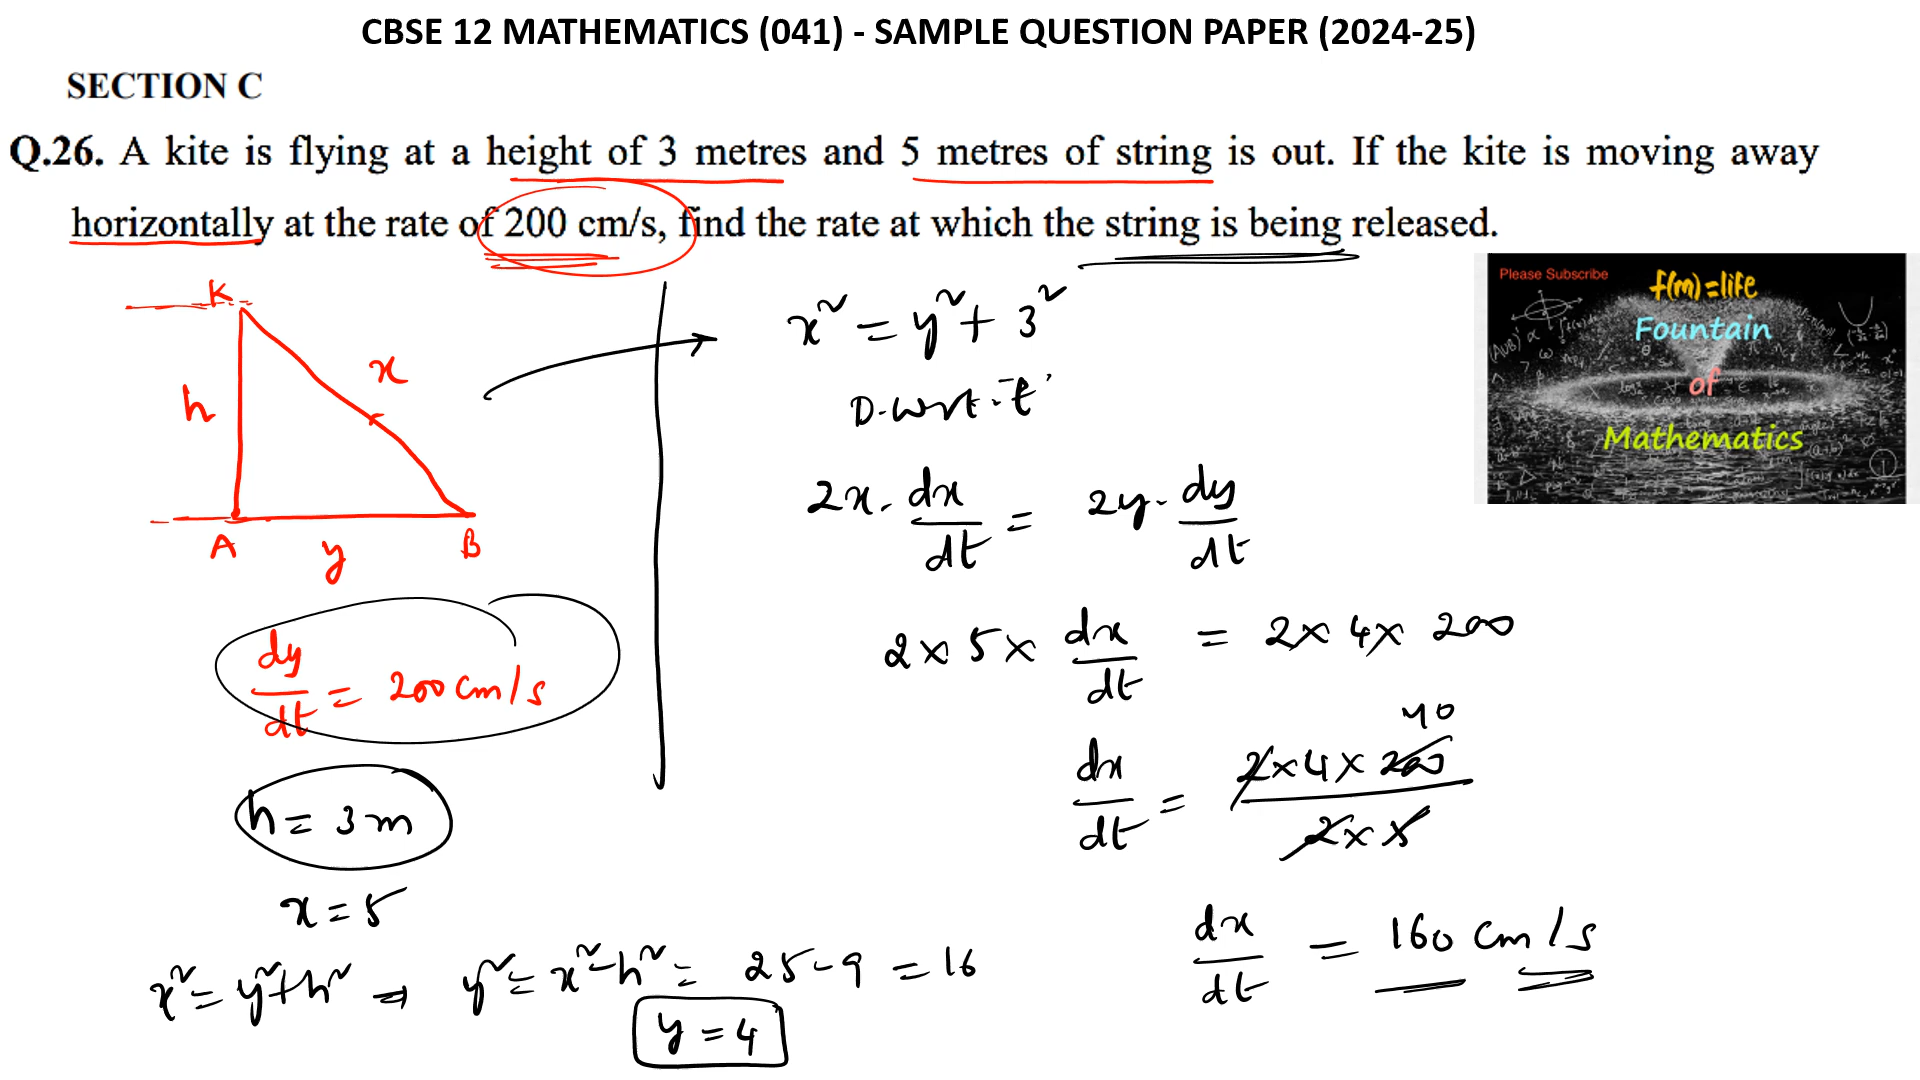 CBSE 12 MATHEMATICS (041) - SAMPLE QUESTION PAPER (2024-25)
SECTION C
Q.26. A kite is flying at a height of 3 metres and 5 metres of string is out. If the kite is moving away
horizontally at the rate of 200 cm/s, find the rate at which the string is being released.
Please Subscribe
f(m)=life
Fountain
of
Mathematics
K
h
x
A
y
B
dy/dt = 200 cm/s
h = 3 m
x = 5
x² = y² + h² ⇒ y² = x² - h² = 25 - 9 = 16
y = 4
x² = y² + 3²
D.wrt.'t'
2x. dx/dt = 2y. dy/dt
2 × 5 × dx/dt = 2 × 4 × 200
40
dx/dt = 2 × 4 × 200 / 2 × 5
dx/dt = 160 cm/s